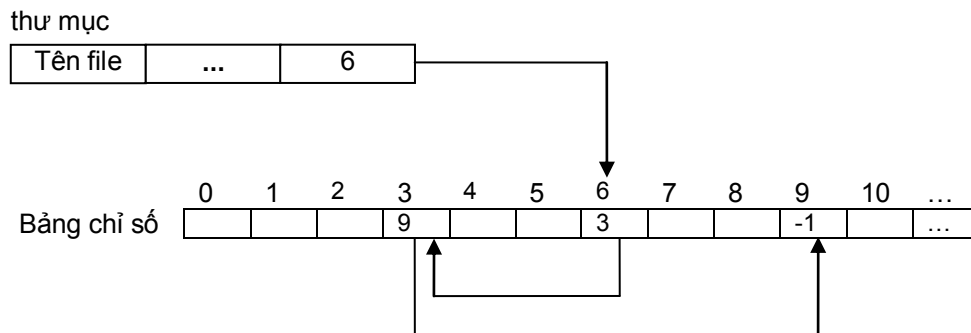 thư mục
Tên file ... 6
0 1 2 3 4 5 6 7 8 9 10 ...
Bảng chỉ số 9 3 -1 ...